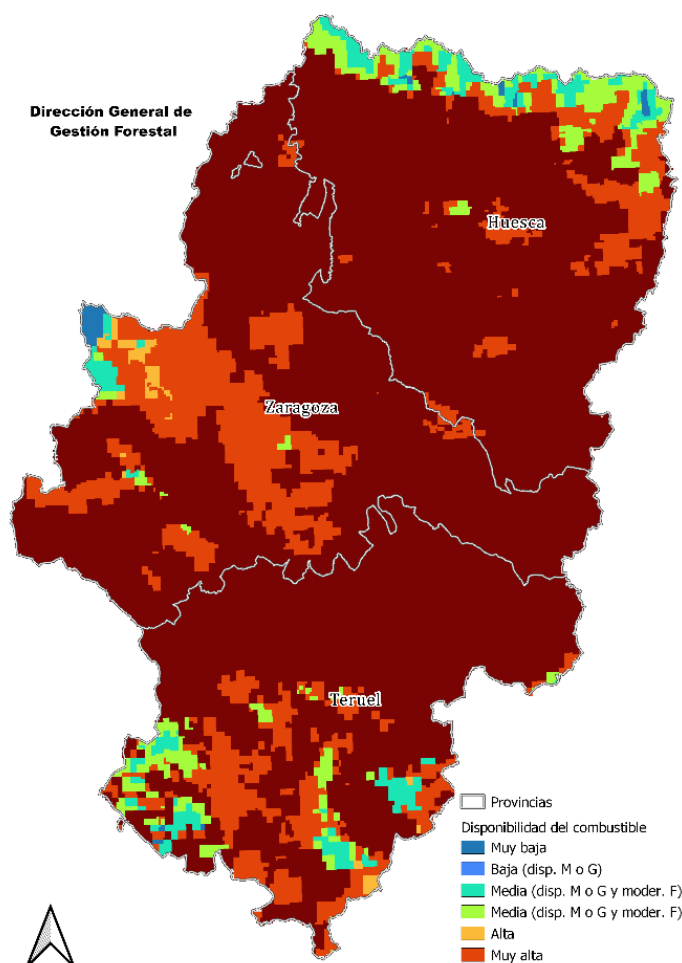 Dirección General de
Gestión Forestal
Huesca
Zaragoza
Teruel
Provincias
Disponibilidad del combustible
Muy baja
Baja (disp. M o G)
Media (disp. M o G y moder. F)
Media (disp. M o G y moder. F)
Alta
Muy alta